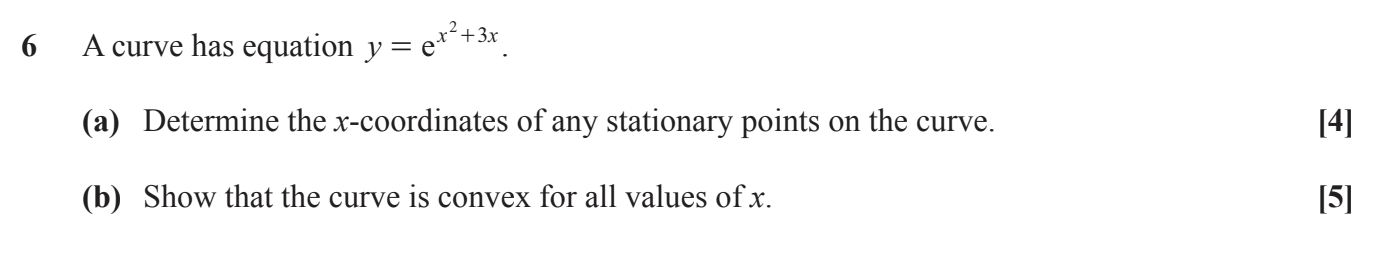 6 A curve has equation y = e^{x^2+3x}.
(a) Determine the x-coordinates of any stationary points on the curve. [4]
(b) Show that the curve is convex for all values of x. [5]